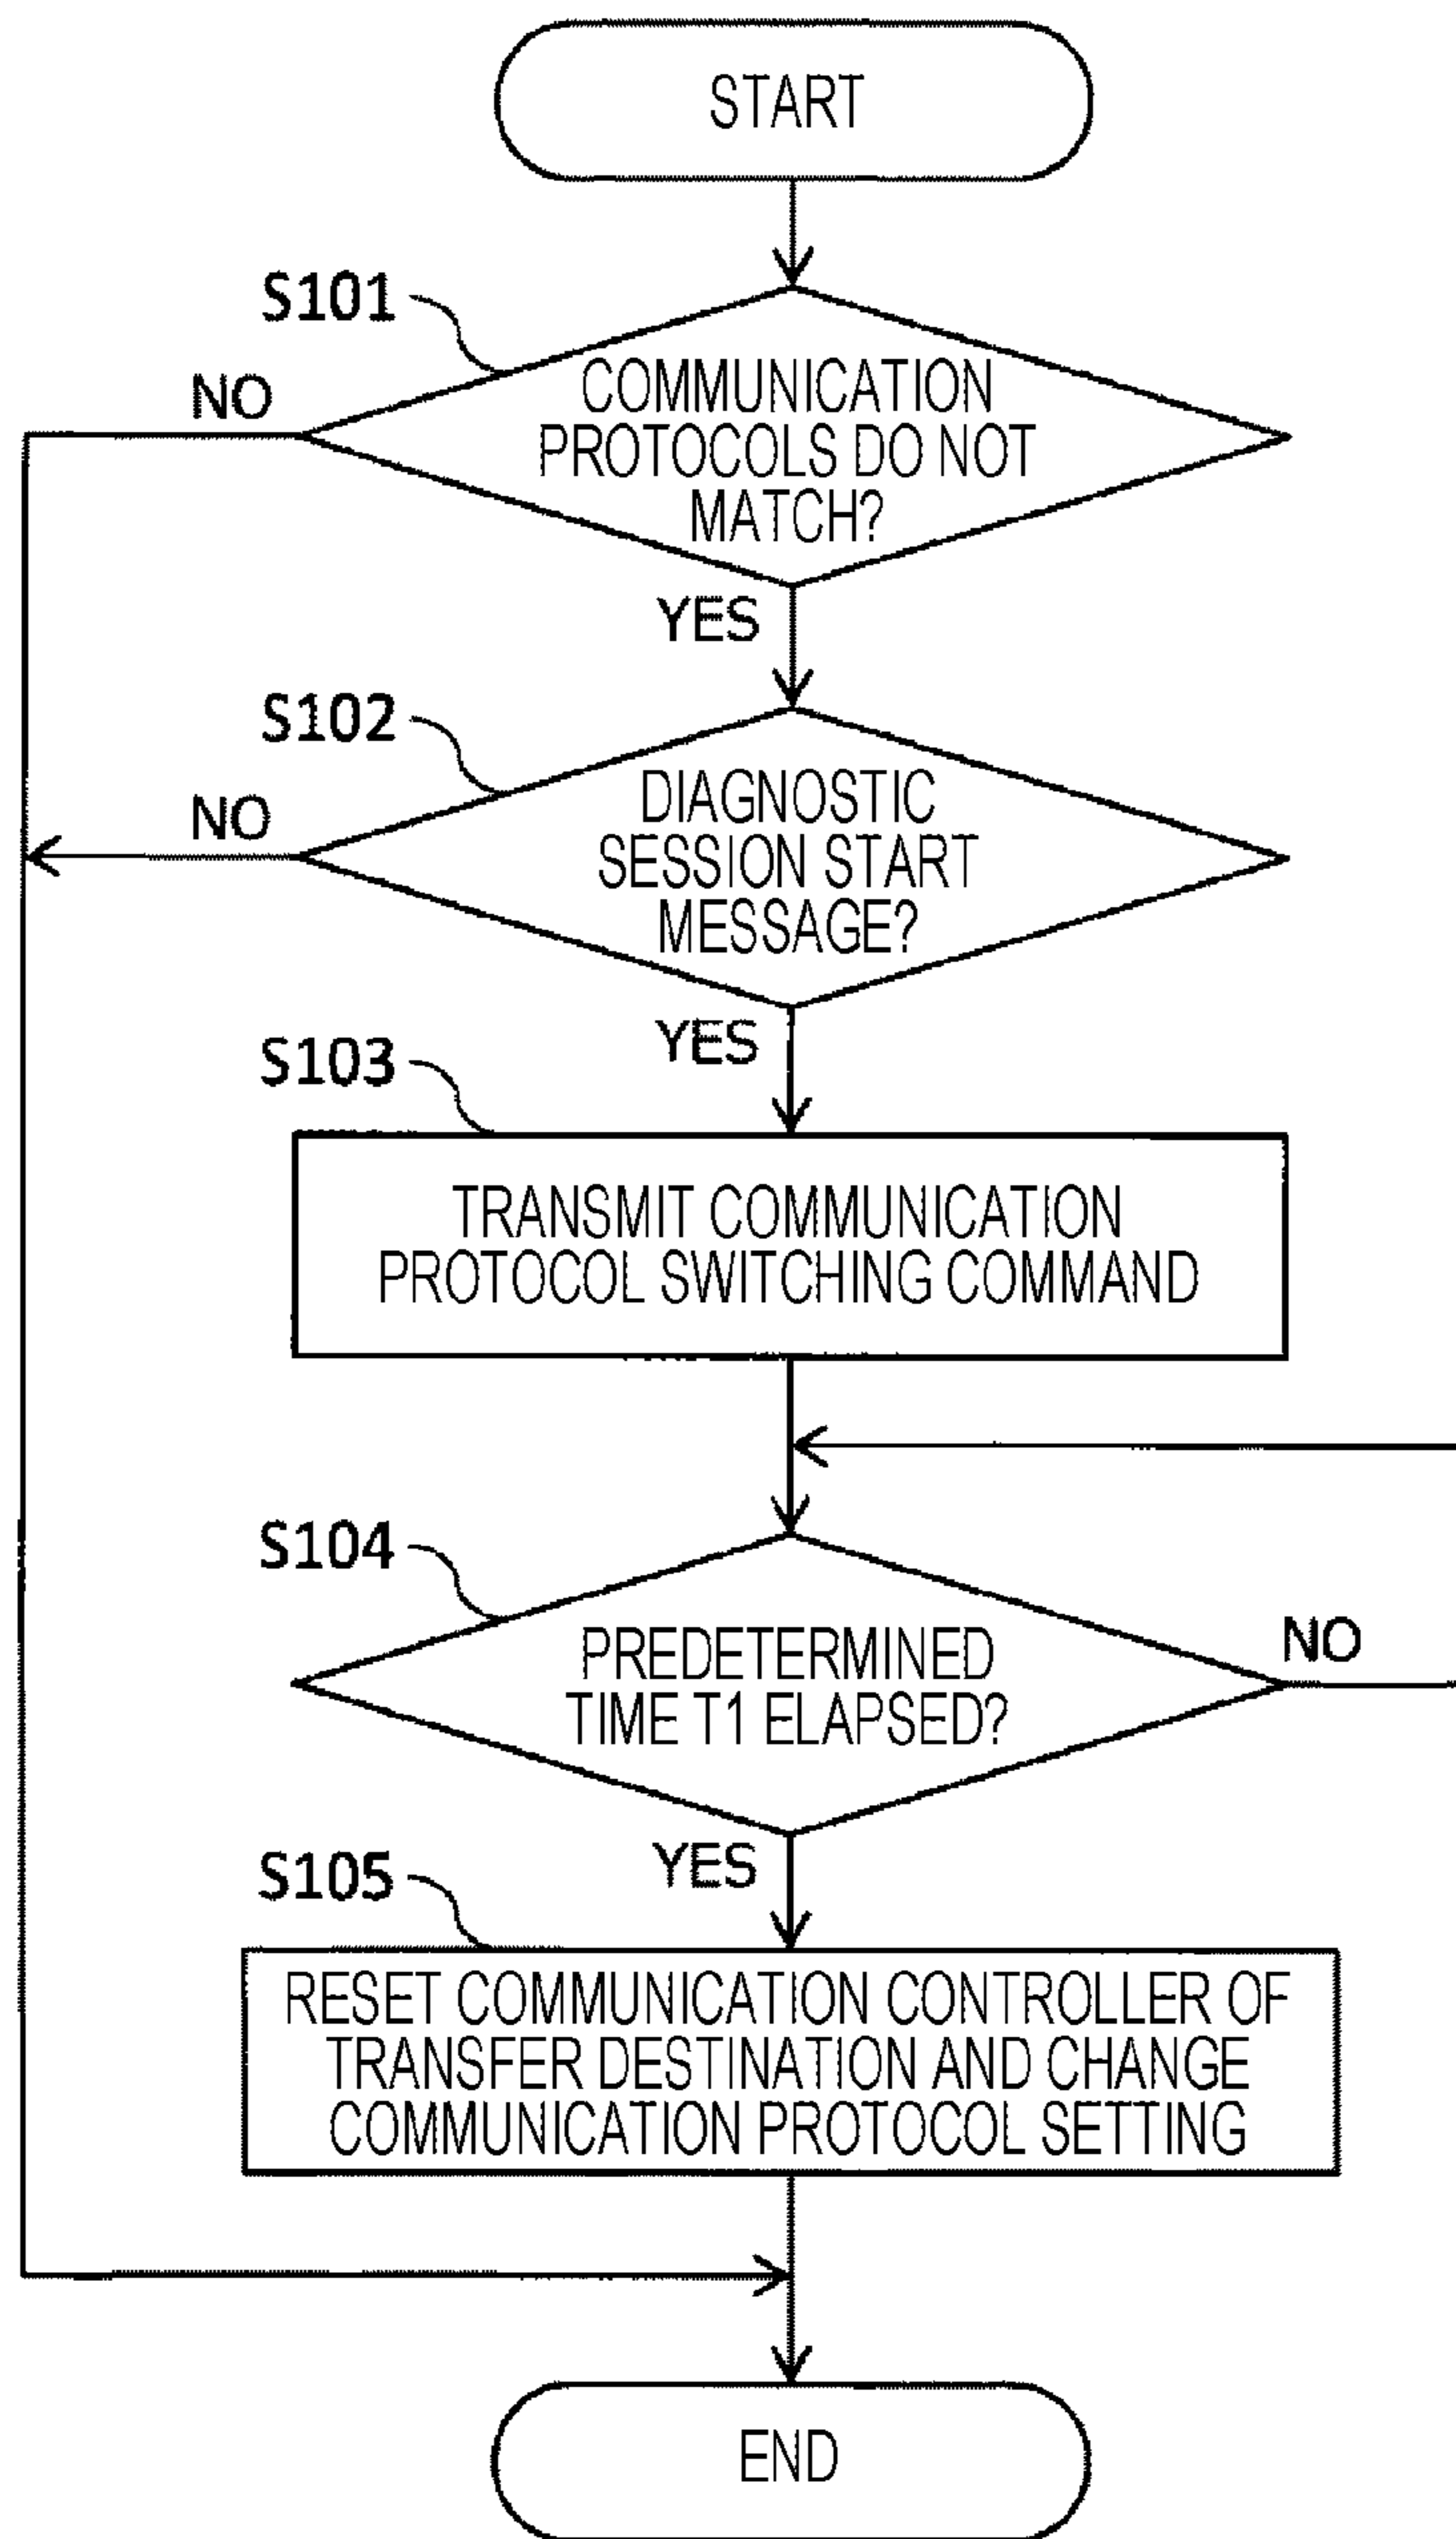 START
S101
NO
COMMUNICATION
PROTOCOLS DO NOT
MATCH?
YES
S102
NO
DIAGNOSTIC
SESSION START
MESSAGE?
YES
S103
TRANSMIT COMMUNICATION
PROTOCOL SWITCHING COMMAND
S104
PREDETERMINED
TIME T1 ELAPSED?
NO
YES
S105
RESET COMMUNICATION CONTROLLER OF
TRANSFER DESTINATION AND CHANGE
COMMUNICATION PROTOCOL SETTING
END